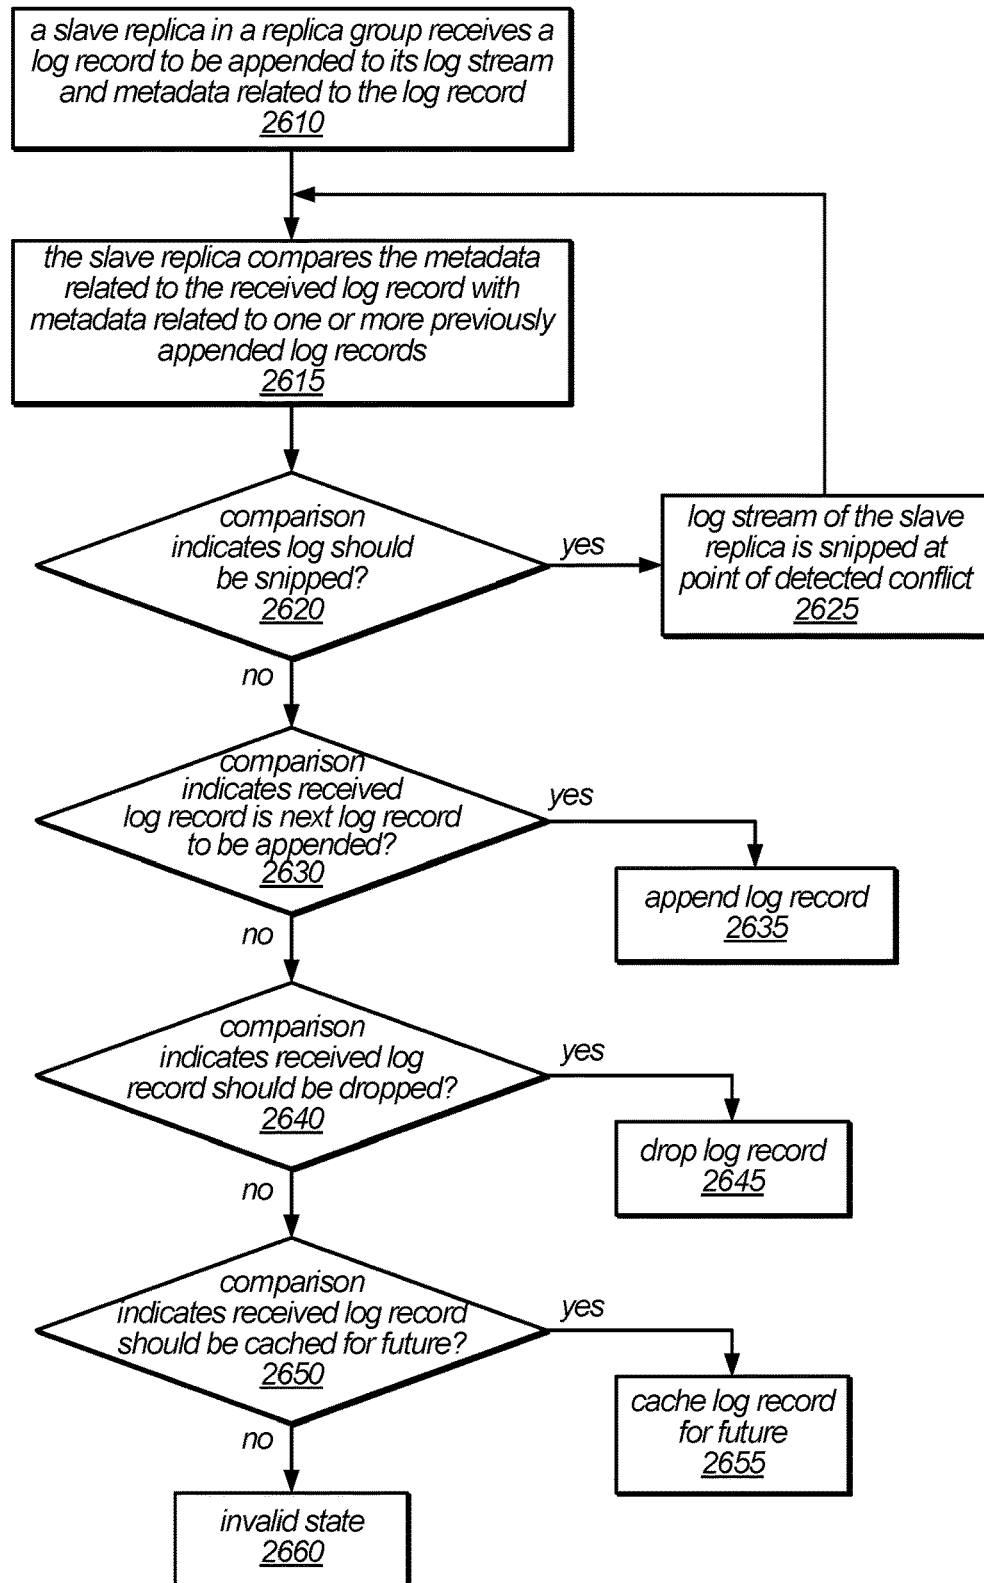 a slave replica in a replica group receives a
log record to be appended to its log stream
and metadata related to the log record
2610
the slave replica compares the metadata
related to the received log record with
metadata related to one or more previously
appended log records
2615
comparison
indicates log should
be snipped?
2620
yes
log stream of the slave
replica is snipped at
point of detected conflict
2625
no
comparison
indicates received
log record is next log record
to be appended?
2630
yes
append log record
2635
no
comparison
indicates received log
record should be dropped?
2640
yes
drop log record
2645
no
comparison
indicates received log record
should be cached for future?
2650
yes
cache log record
for future
2655
no
invalid state
2660